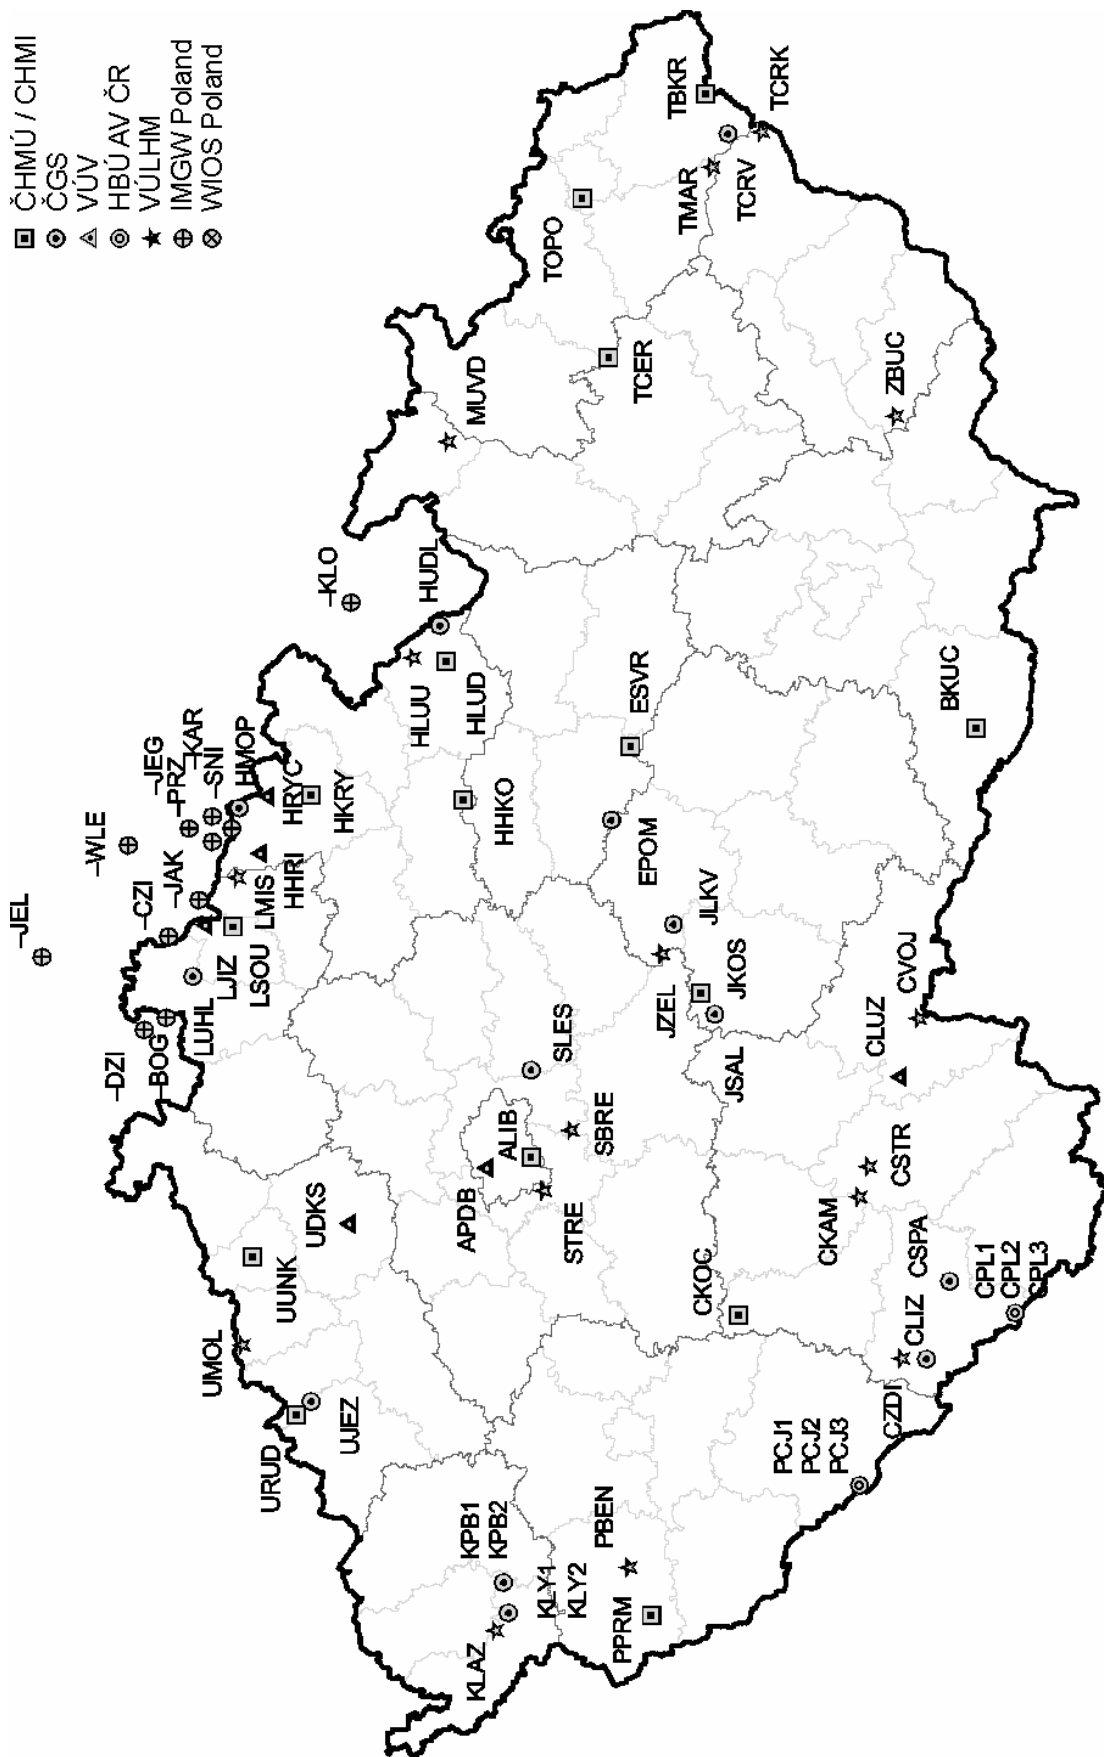 ČHMÚ / CHMI
ČGS
VÚV
HBÚ AV ČR
VÚLHM
IMGW Poland
WIOS Poland
–JEL
–WLE
–JEG
–PRZ
–KAR
–SNI
HMOP
–CZI
–JAK
–DZI
–BOG
LUHL
LJIZ
LSOU
LMIS
HHRI
HRYC
HKRY
–KLO
HUDL
HLUU
HLUD
HHKO
MUVD
TOPO
TCER
TBKR
TMAR
TCRV
TCRK
ZBUC
UMOL
UUNK
UDKS
URUD
UJEZ
APDB
ALIB
SLES
STRE
SBRE
EPOM
ESVR
JLKV
JZEL
JKOS
JSAL
BKUC
KPB1
KPB2
KLAZ
KLY1
KLY2
PBEN
PPRM
CKOC
PCJ1
PCJ2
PCJ3
CKAM
CSTR
CLUZ
CVOJ
CZDI
CLIZ
CSPA
CPL1
CPL2
CPL3